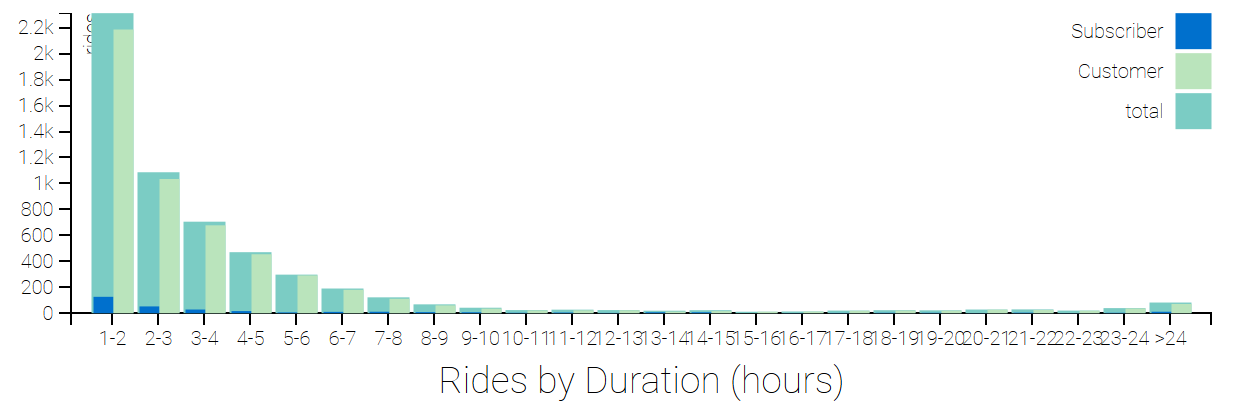 2.2k
2k
1.8k
1.6k
1.4k
1.2k
1k
800
600
400
200
0
rides
Subscriber
Customer
total
1-2 2-3 3-4 4-5 5-6 6-7 7-8 8-9 9-10 10-11 11-12 12-13 13-14 14-15 15-16 16-17 17-18 18-19 19-20 20-21 21-22 22-23 23-24 >24
Rides by Duration (hours)